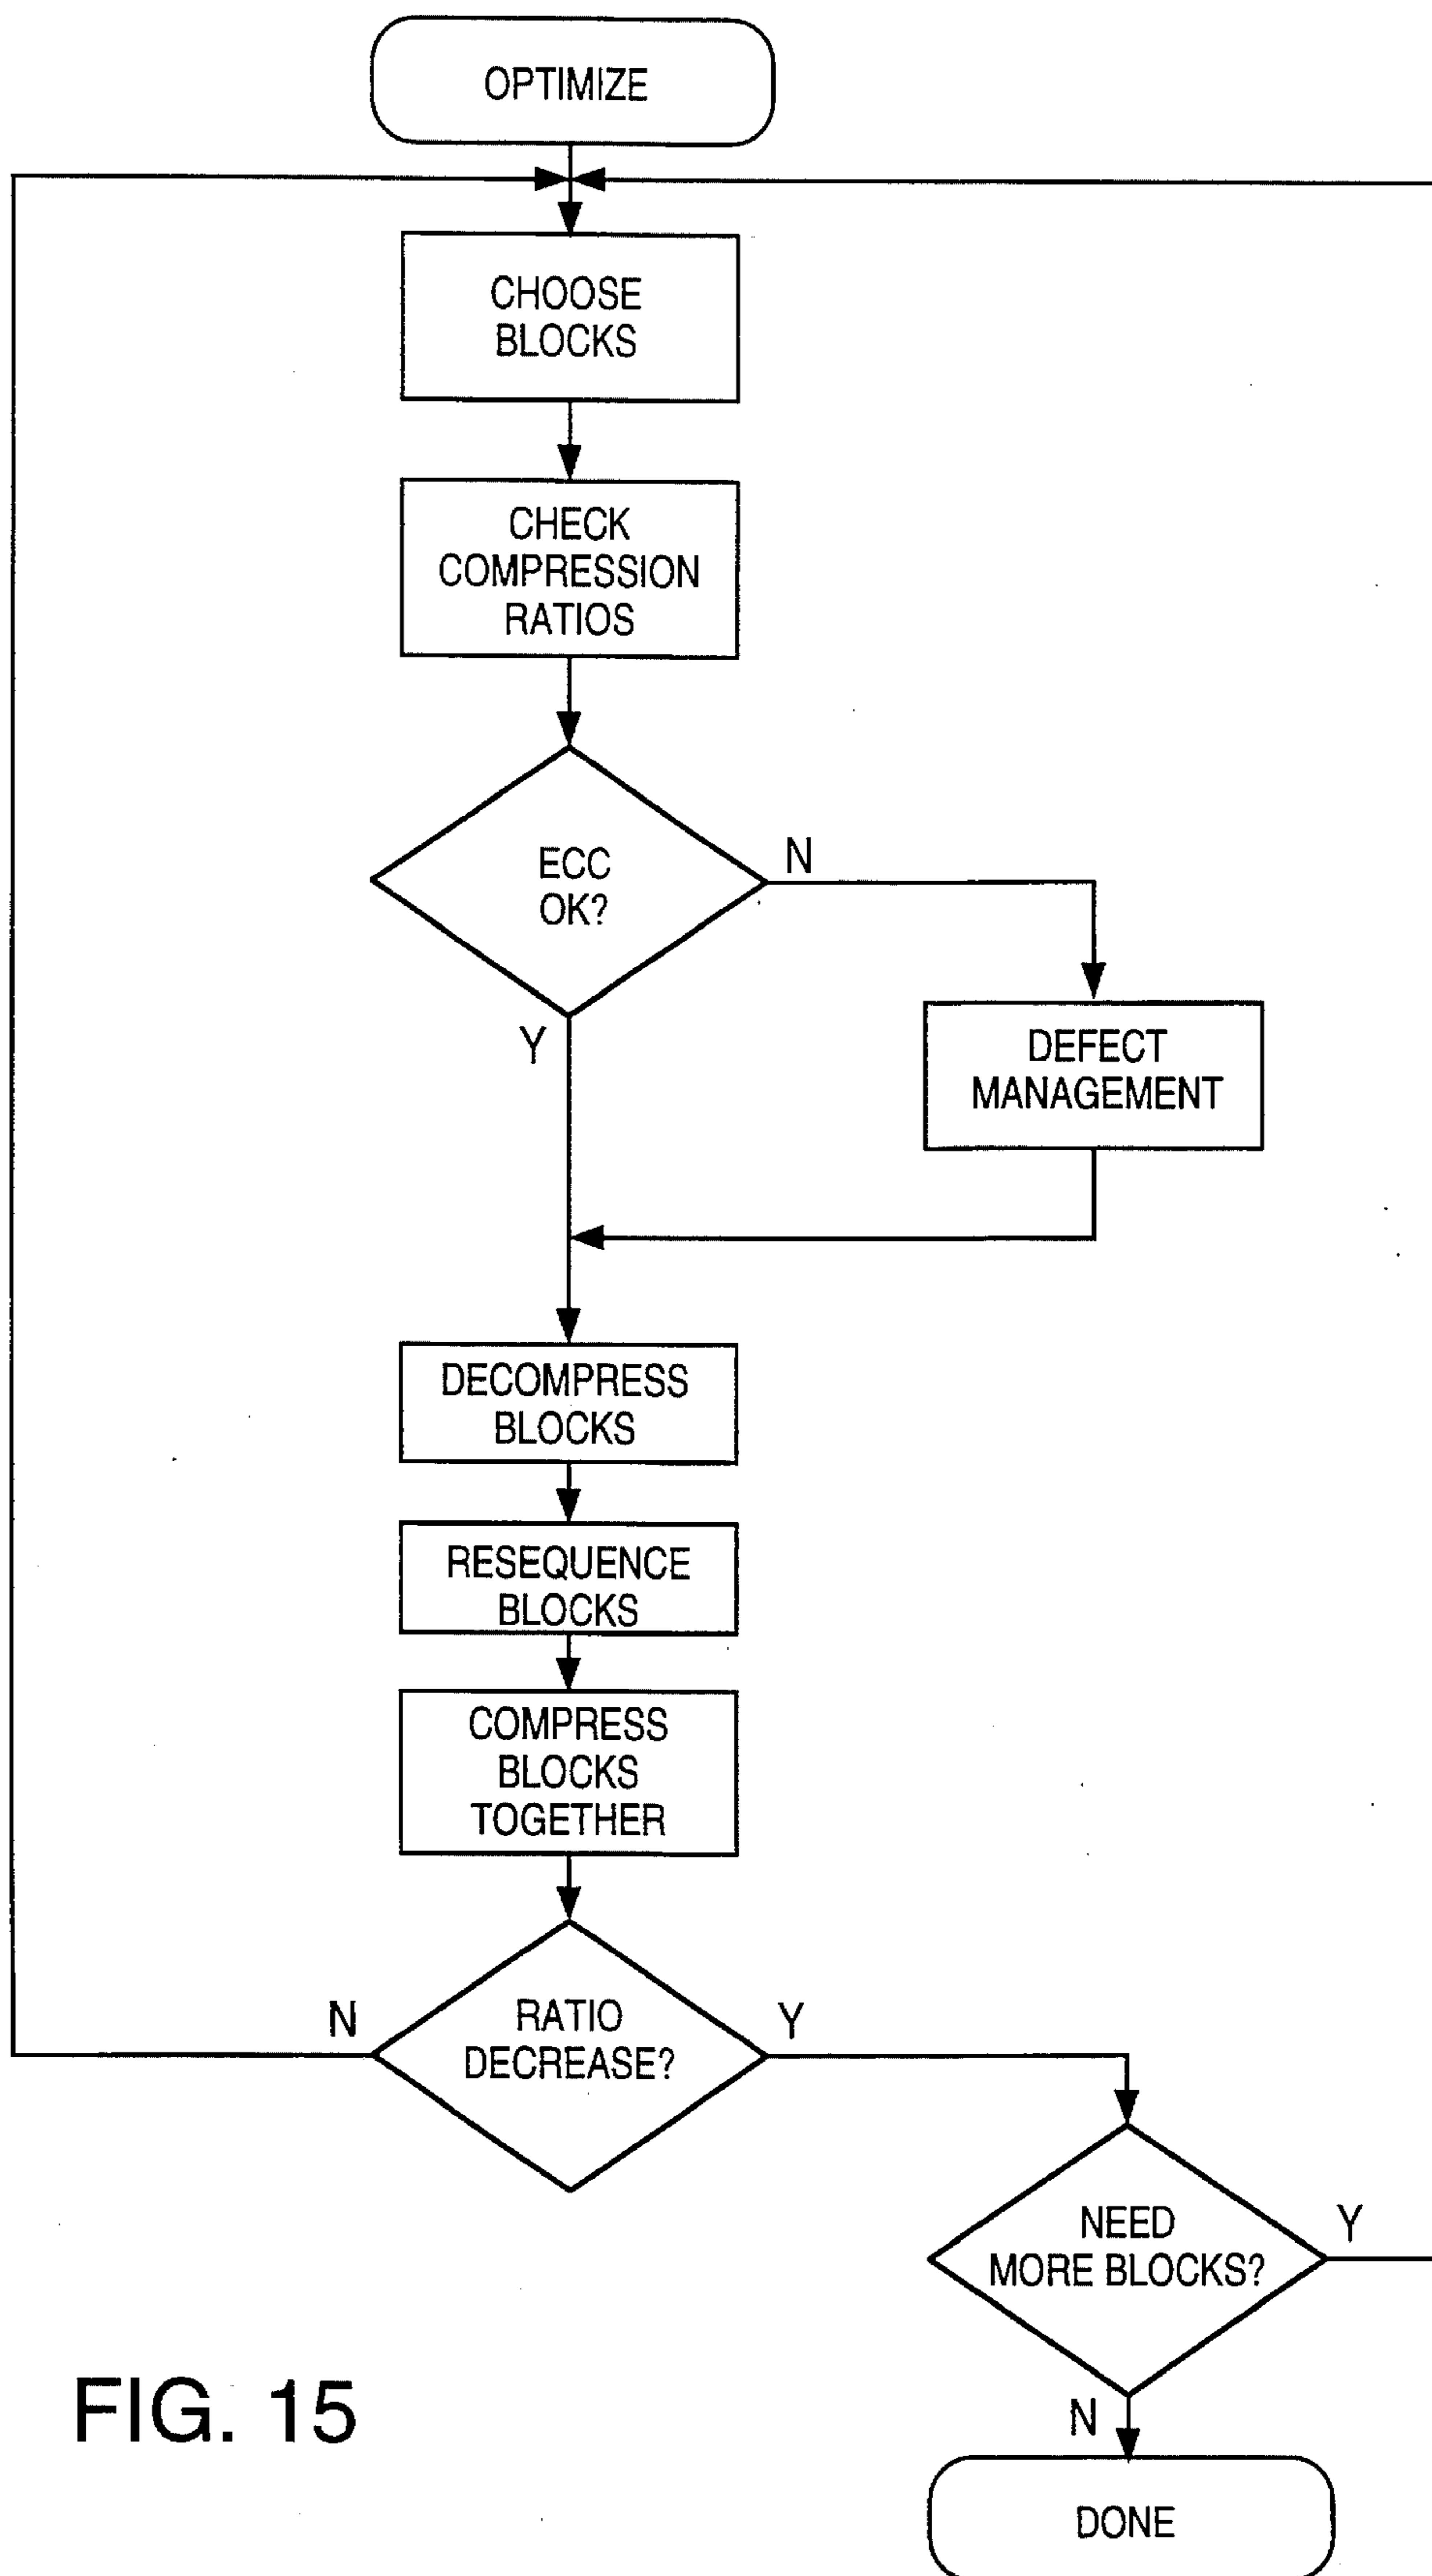 OPTIMIZE
CHOOSE
BLOCKS
CHECK
COMPRESSION
RATIOS
ECC
OK?
N
Y
DEFECT
MANAGEMENT
DECOMPRESS
BLOCKS
RESEQUENCE
BLOCKS
COMPRESS
BLOCKS
TOGETHER
RATIO
DECREASE?
N
Y
NEED
MORE BLOCKS?
Y
N
DONE
FIG. 15